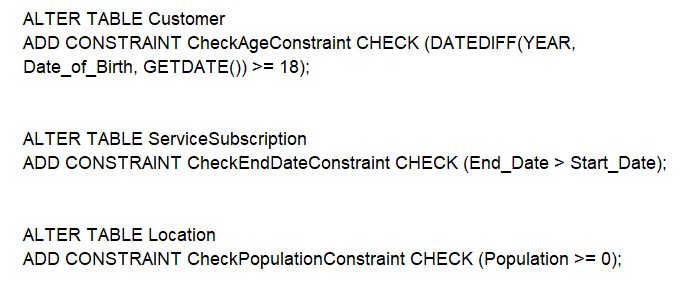 ALTER TABLE Customer
ADD CONSTRAINT CheckAgeConstraint CHECK (DATEDIFF(YEAR,
Date_of_Birth, GETDATE()) >= 18);
ALTER TABLE ServiceSubscription
ADD CONSTRAINT CheckEndDateConstraint CHECK (End_Date > Start_Date);
ALTER TABLE Location
ADD CONSTRAINT CheckPopulationConstraint CHECK (Population >= 0);